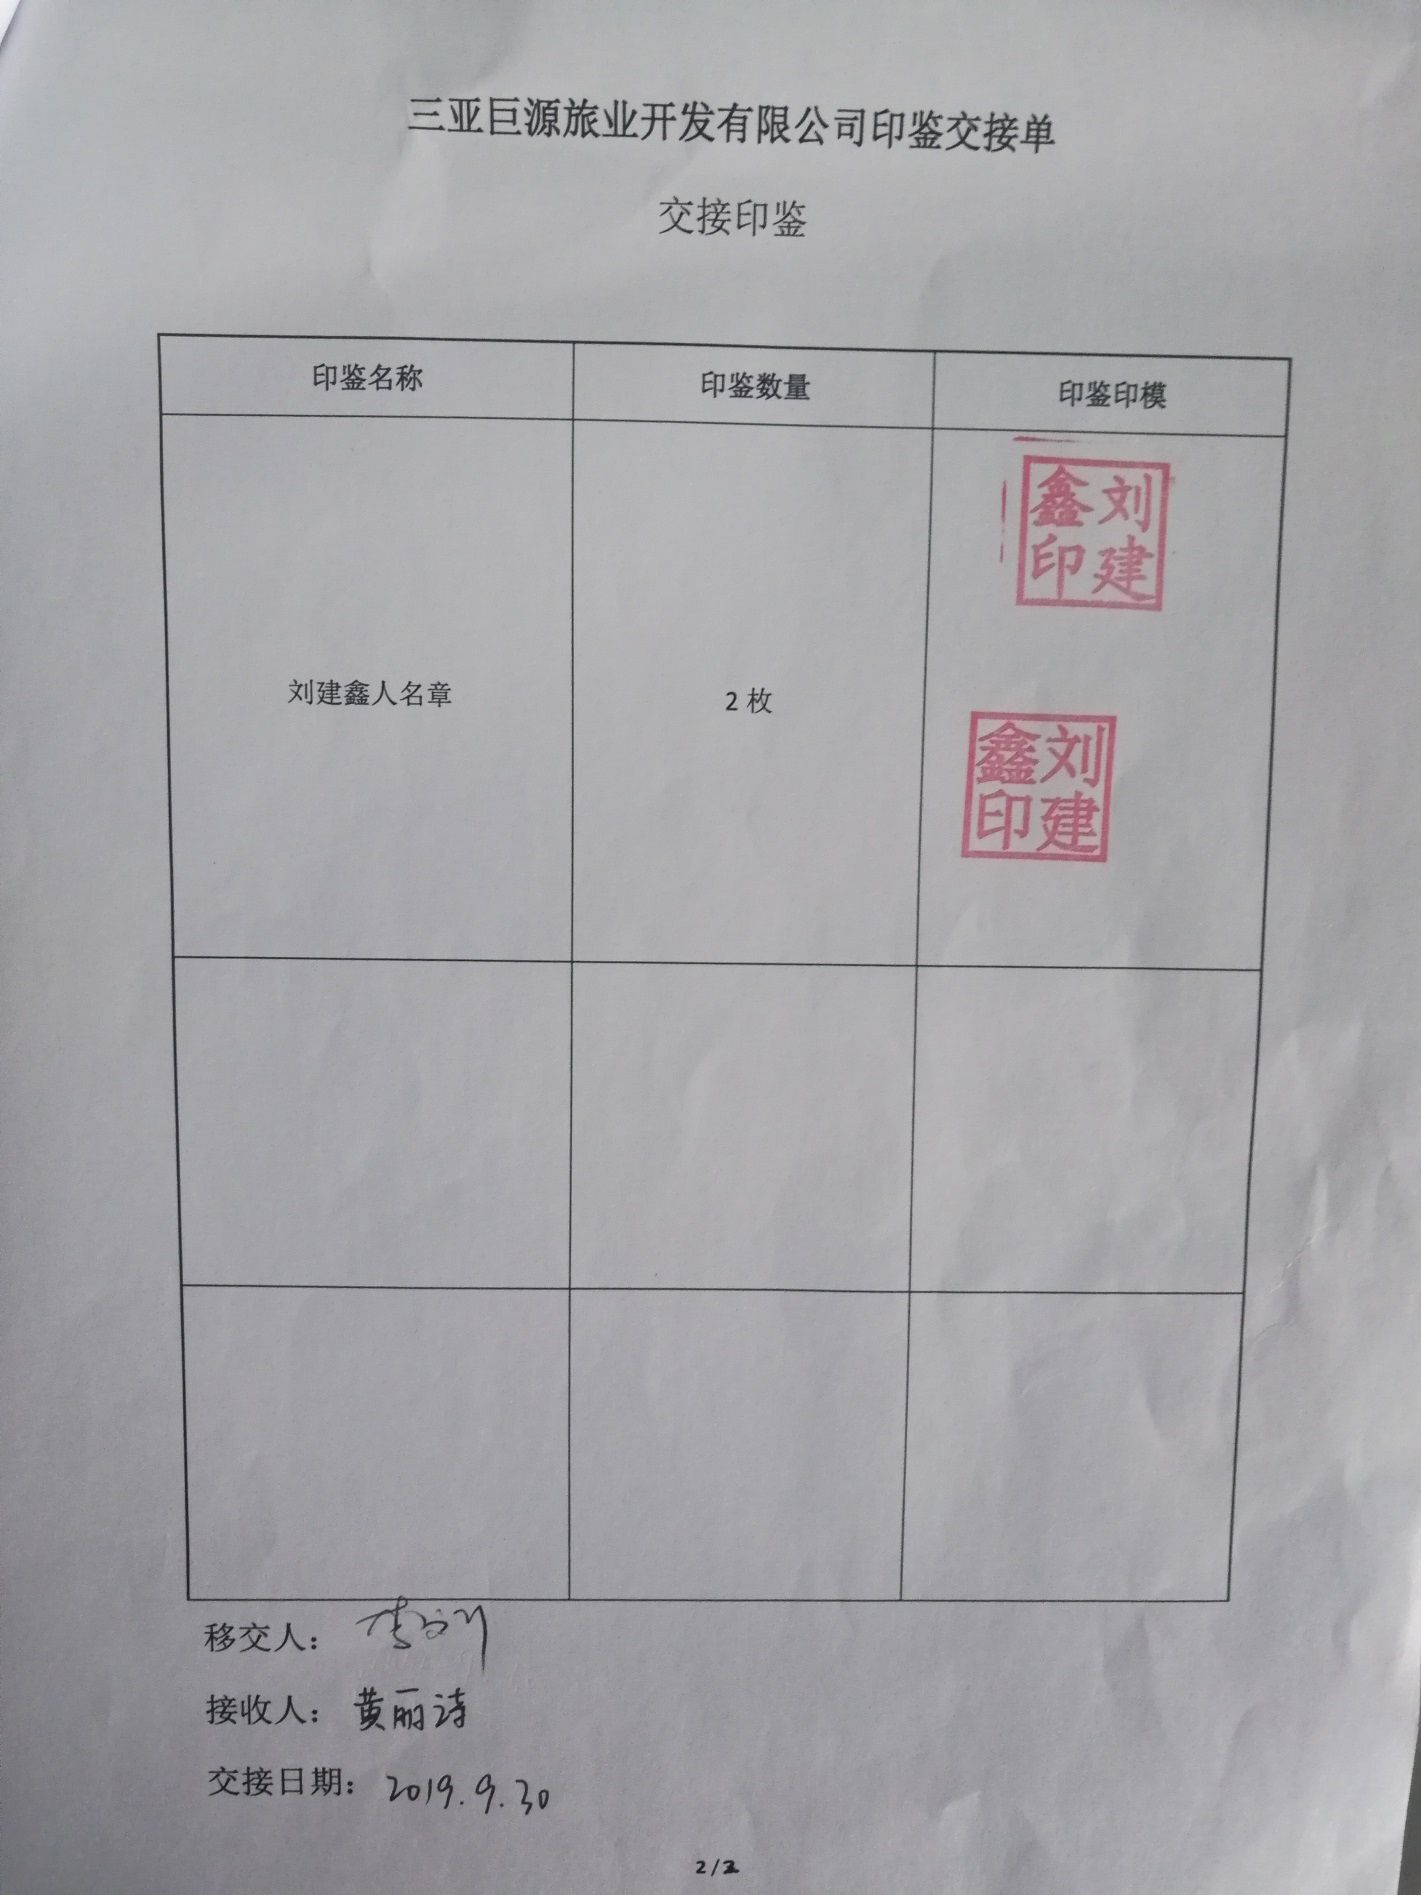 三亚巨源旅业开发有限公司印鉴交接单
交接印鉴
印鉴名称 印鉴数量 印鉴印模
刘建鑫印
刘建鑫人名章 2枚
刘建鑫印
移交人：
接收人：黄丽诗
交接日期：2019.9.30
2/2